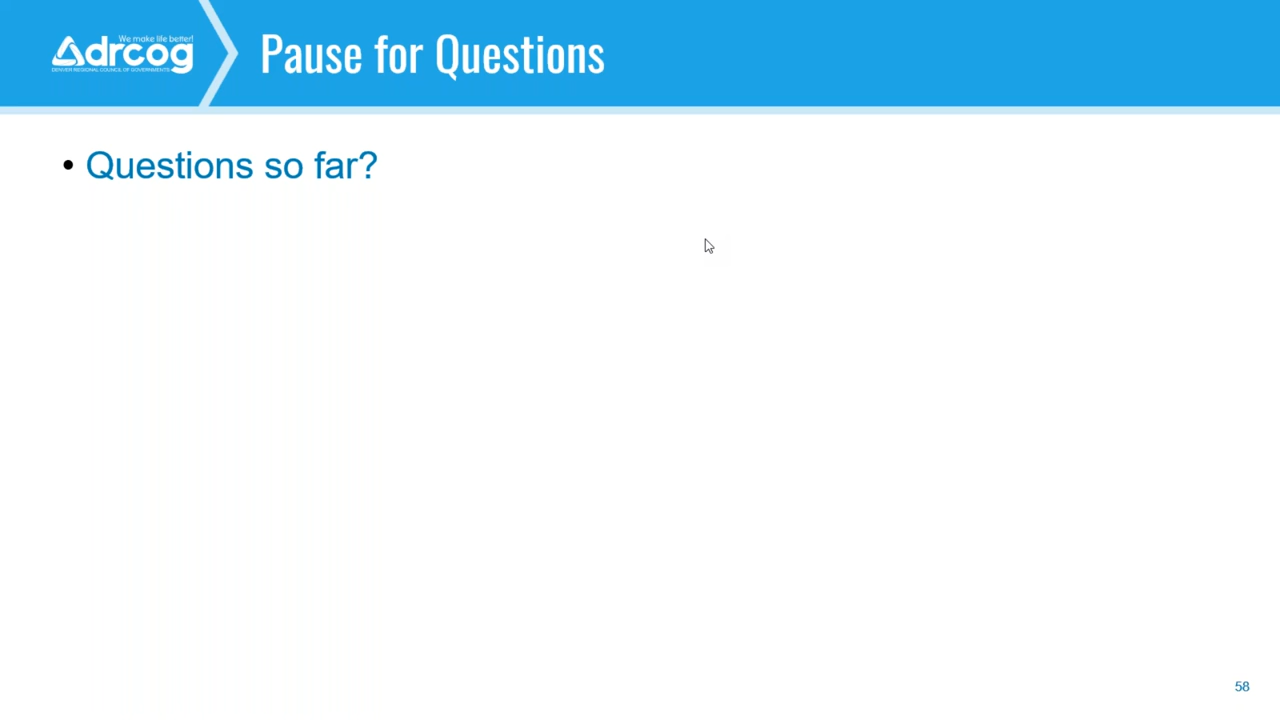 We make life better!
drcog
DENVER REGIONAL COUNCIL OF GOVERNMENTS
Pause for Questions
• Questions so far?
58